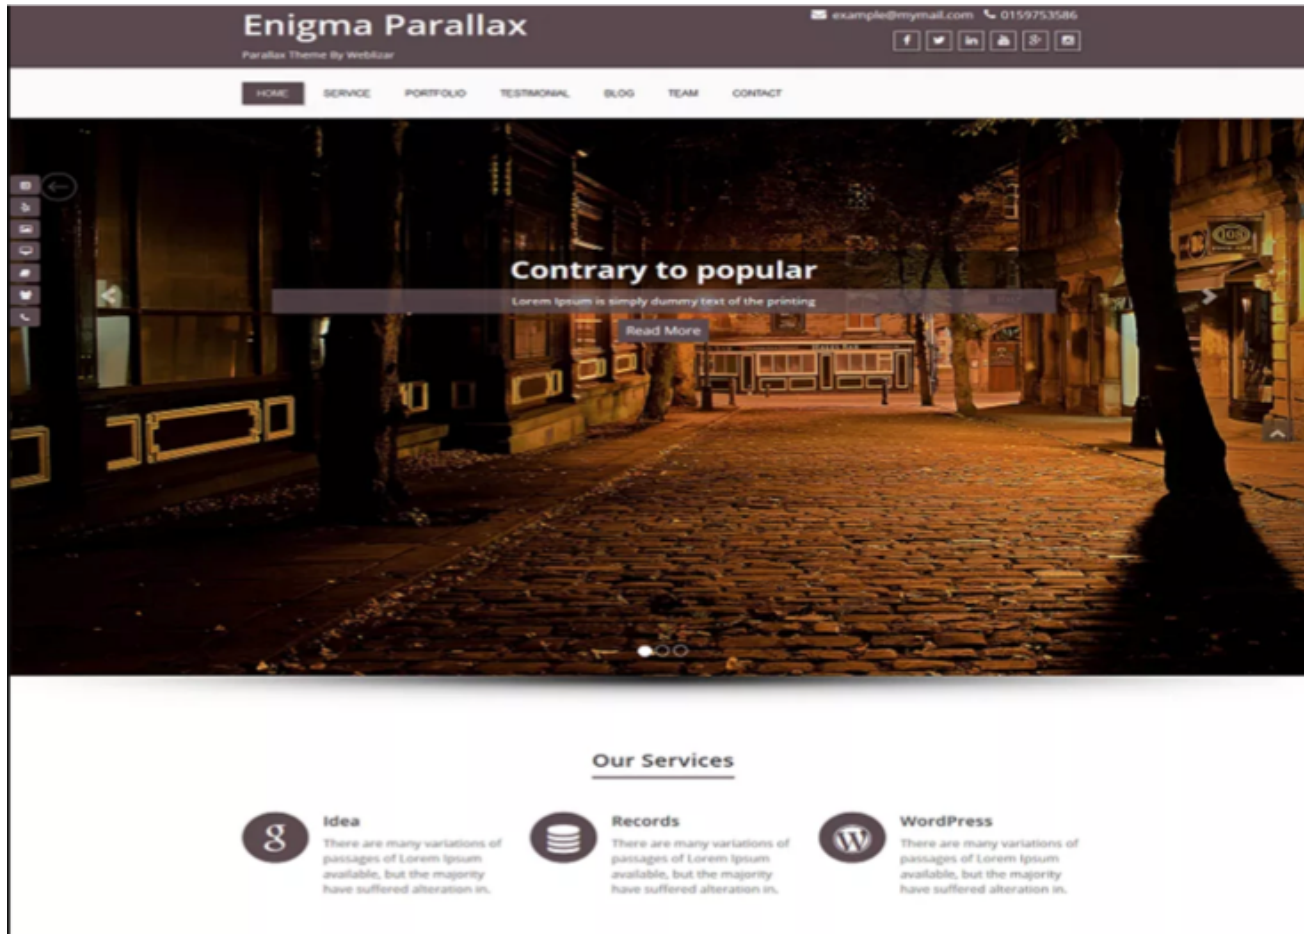 Enigma Parallax
example@mymail.com 0159753586
Parallax Theme By Weblizar
HOME SERVICE PORTFOLIO TESTIMONIAL BLOG TEAM CONTACT
Contrary to popular
Lorem Ipsum is simply dummy text of the printing
Read More
Our Services
Idea
There are many variations of
passages of Lorem Ipsum
available, but the majority
have suffered alteration in.
Records
There are many variations of
passages of Lorem Ipsum
available, but the majority
have suffered alteration in.
WordPress
There are many variations of
passages of Lorem Ipsum
available, but the majority
have suffered alteration in.